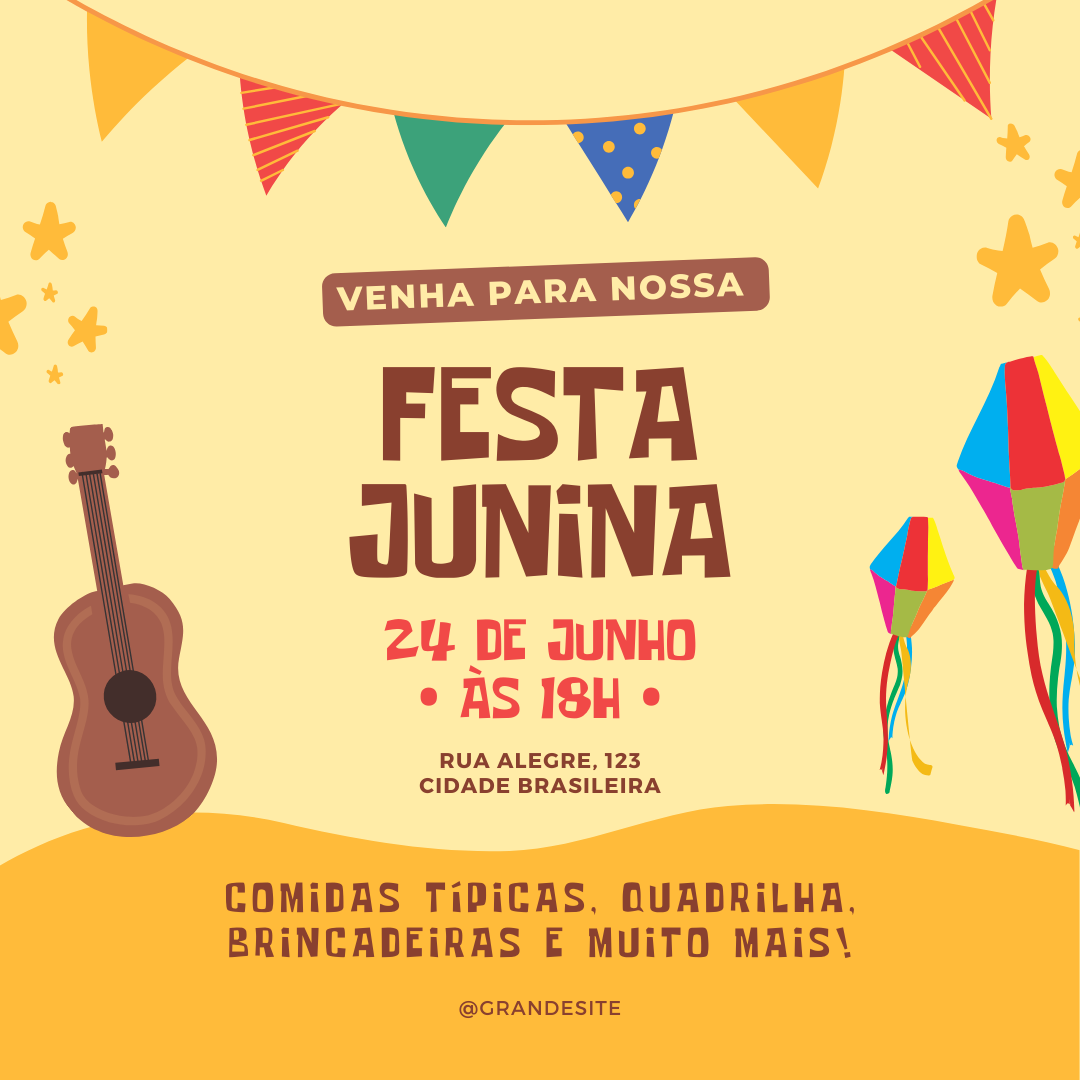 VENHA PARA NOSSA
FESTA
JUNINA
24 DE JUNHO
• ÀS 18H •
RUA ALEGRE, 123
CIDADE BRASILEIRA
COMIDAS TÍPICAS, QUADRILHA,
BRINCADEIRAS E MUITO MAIS!
@GRANDESITE